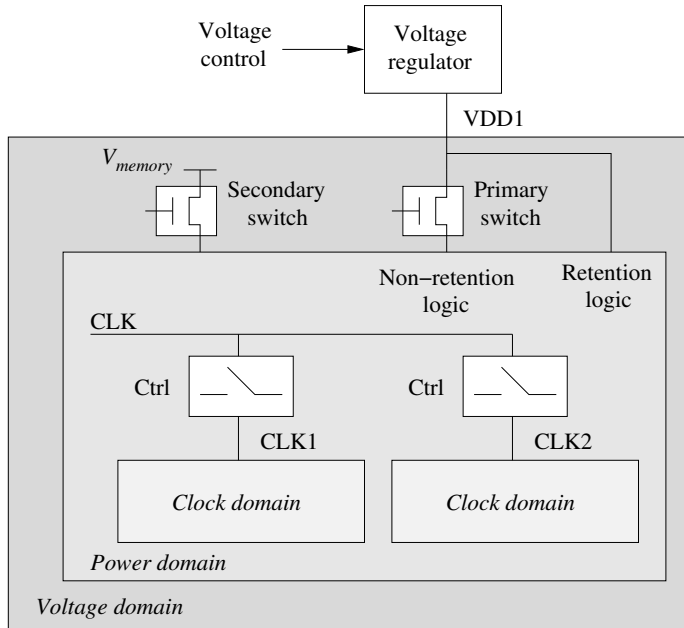 Voltage
control
Voltage
regulator
VDD1
V_memory
Secondary
switch
Primary
switch
Non−retention
logic
Retention
logic
CLK
Ctrl
Ctrl
CLK1
CLK2
Clock domain
Clock domain
Power domain
Voltage domain